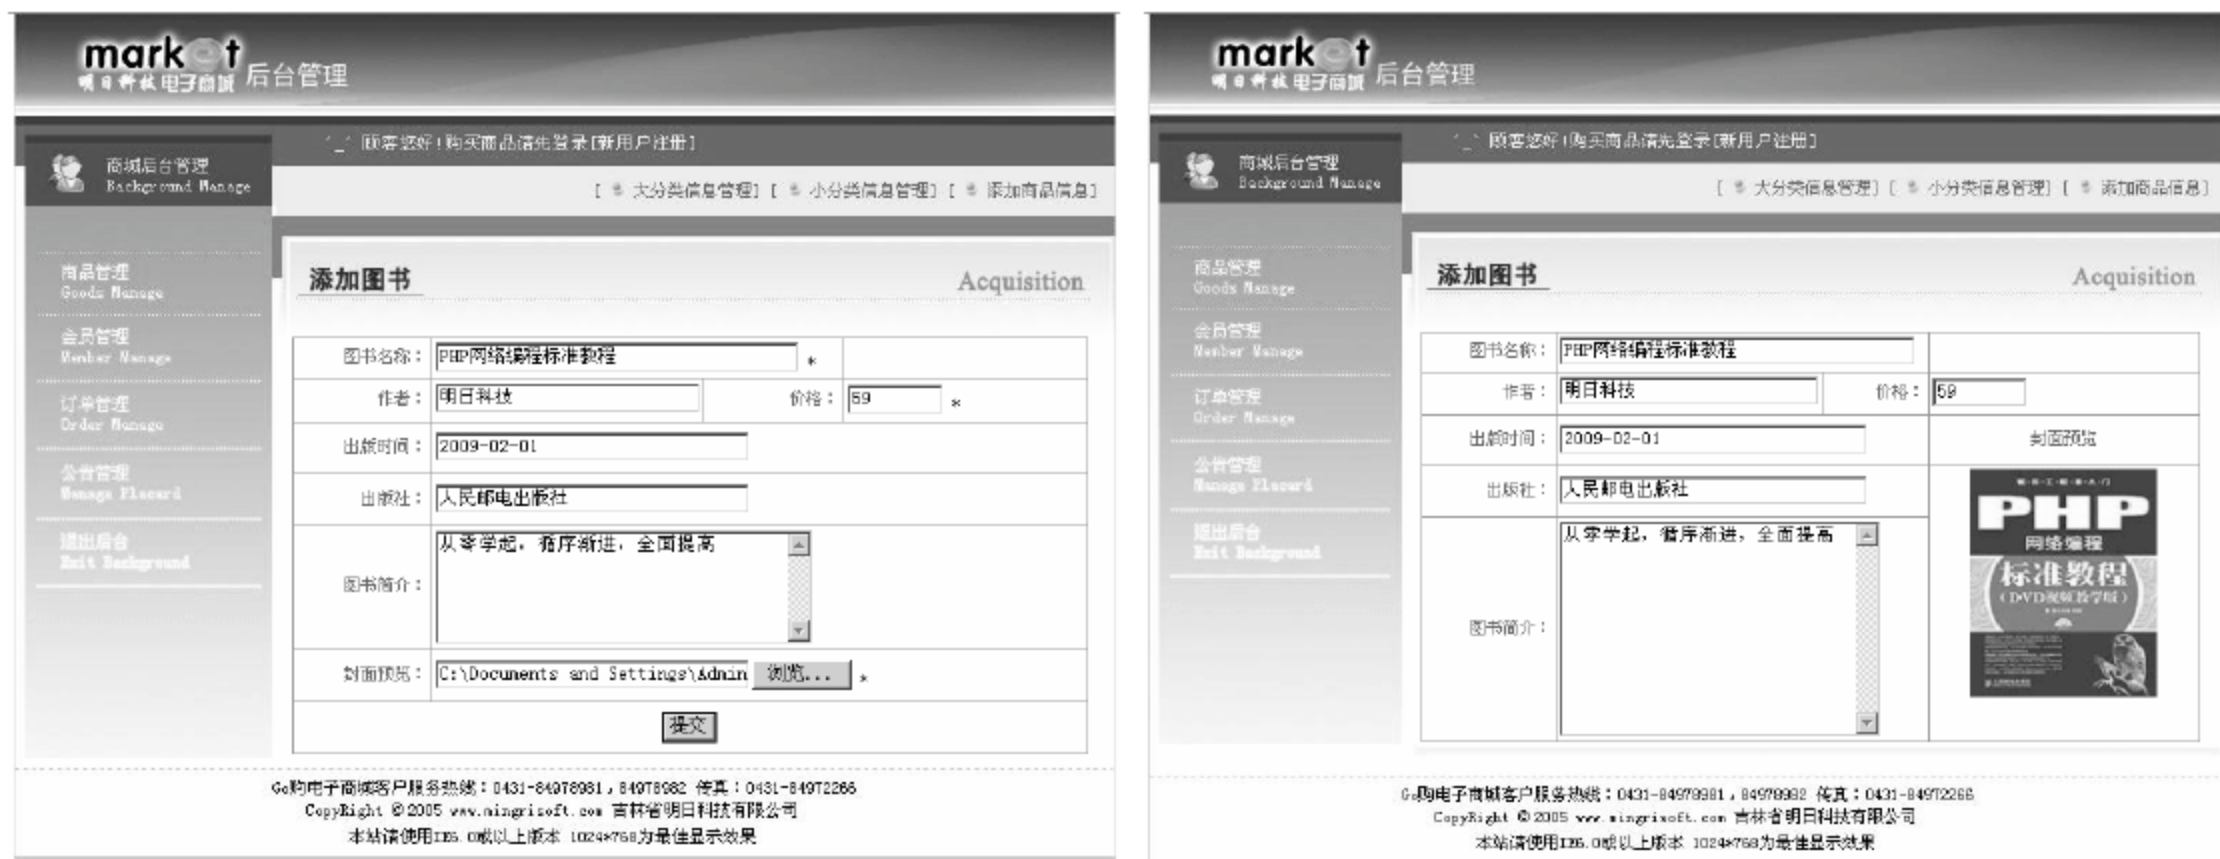 market
明日科技电子商城 后台管理
^_^ 顾客您好!购买商品请先登录[新用户注册]
商城后台管理
Background Manage
[ 大分类信息管理] [ 小分类信息管理] [ 添加商品信息]
商品管理
Goods Manage
会员管理
Member Manage
订单管理
Order Manage
公告管理
Manage Placard
退出后台
Exit Background
添加图书
Acquisition
图书名称: PHP网络编程标准教程 *
作者: 明日科技 价格: 59 *
出版时间: 2009-02-01
出版社: 人民邮电出版社
图书简介: 从零学起,循序渐进,全面提高
封面预览: C:\Documents and Settings\Admin 浏览... *
提交
Go购电子商城客户服务热线:0431-84978981,84978982 传真:0431-84972266
CopyRight ©2005 www.mingrisoft.com 吉林省明日科技有限公司
本站请使用IE6.0或以上版本 1024*768为最佳显示效果
market
明日科技电子商城 后台管理
^_^ 顾客您好!购买商品请先登录[新用户注册]
商城后台管理
Background Manage
[ 大分类信息管理] [ 小分类信息管理] [ 添加商品信息]
商品管理
Goods Manage
会员管理
Member Manage
订单管理
Order Manage
公告管理
Manage Placard
退出后台
Exit Background
添加图书
Acquisition
图书名称: PHP网络编程标准教程
作者: 明日科技 价格: 59
出版时间: 2009-02-01
封面预览
出版社: 人民邮电出版社
图书简介: 从零学起,循序渐进,全面提高
PHP
网络编程
标准教程
(DVD视频教学版)
Go购电子商城客户服务热线:0431-84978981,84978982 传真:0431-84972266
CopyRight ©2005 www.mingrisoft.com 吉林省明日科技有限公司
本站请使用IE6.0或以上版本 1024*768为最佳显示效果